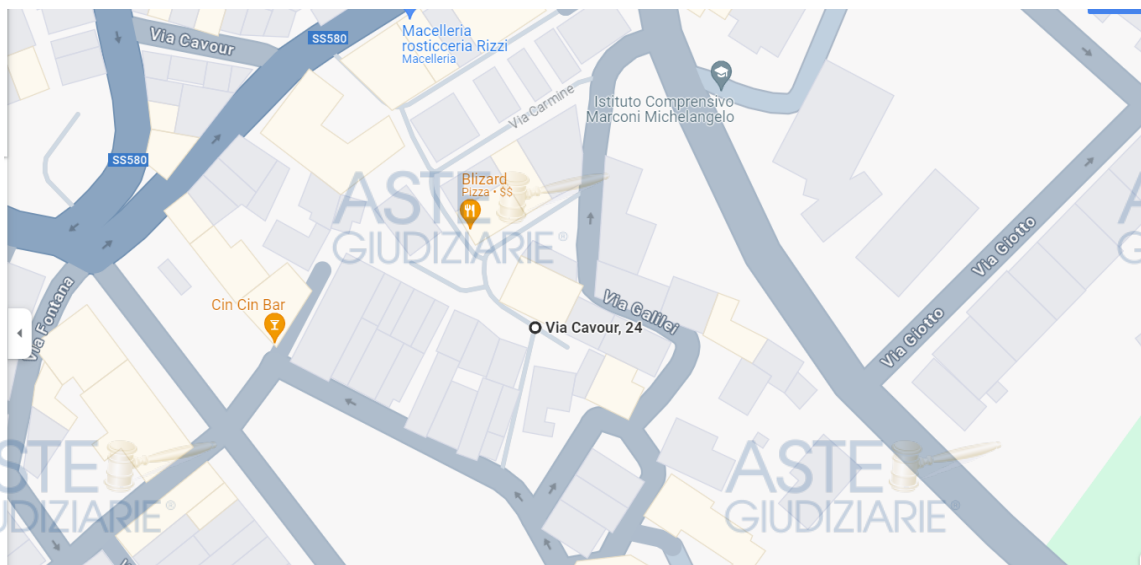 Via Cavour
SS580
Macelleria
rosticceria Rizzi
Macelleria
Via Carmine
Istituto Comprensivo
Marconi Michelangelo
SS580
Blizard
Pizza • $$
ASTE
GIUDIZIARIE®
Via Giotto
Via Fontana
Cin Cin Bar
Via Galilei
Via Cavour, 24
Via Giotto
ASTE
GIUDIZIARIE®
ASTE
GIUDIZIARIE®